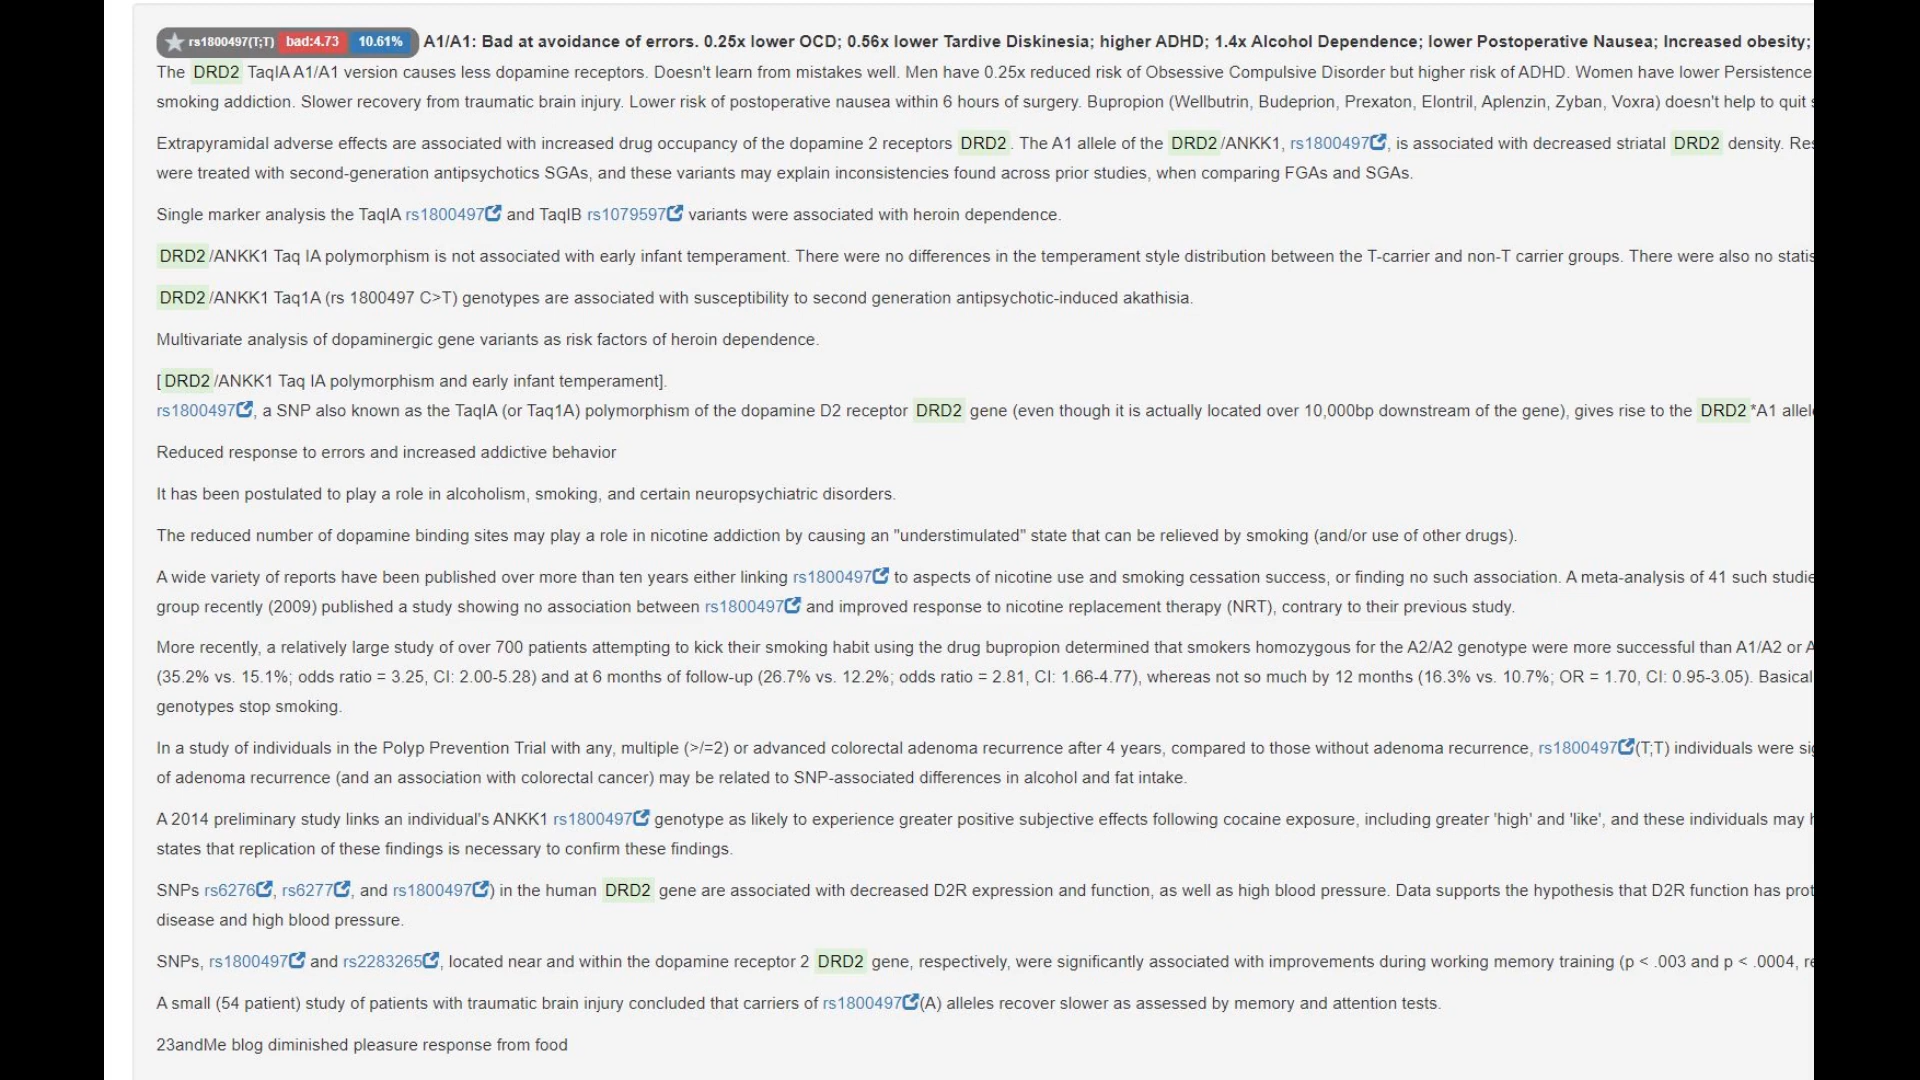 rs1800497(T;T) bad:4.73 10.61% A1/A1: Bad at avoidance of errors. 0.25x lower OCD; 0.56x lower Tardive Diskinesia; higher ADHD; 1.4x Alcohol Dependence; lower Postoperative Nausea; Increased obesity;
The DRD2 TaqIA A1/A1 version causes less dopamine receptors. Doesn't learn from mistakes well. Men have 0.25x reduced risk of Obsessive Compulsive Disorder but higher risk of ADHD. Women have lower Persistence
smoking addiction. Slower recovery from traumatic brain injury. Lower risk of postoperative nausea within 6 hours of surgery. Bupropion (Wellbutrin, Budeprion, Prexaton, Elontril, Aplenzin, Zyban, Voxra) doesn't help to quit
Extrapyramidal adverse effects are associated with increased drug occupancy of the dopamine 2 receptors DRD2. The A1 allele of the DRD2/ANKK1, rs1800497, is associated with decreased striatal DRD2 density. Res
were treated with second-generation antipsychotics SGAs, and these variants may explain inconsistencies found across prior studies, when comparing FGAs and SGAs.
Single marker analysis the TaqIA rs1800497 and TaqIB rs1079597 variants were associated with heroin dependence.
DRD2/ANKK1 Taq IA polymorphism is not associated with early infant temperament. There were no differences in the temperament style distribution between the T-carrier and non-T carrier groups. There were also no statis
DRD2/ANKK1 Taq1A (rs 1800497 C>T) genotypes are associated with susceptibility to second generation antipsychotic-induced akathisia.
Multivariate analysis of dopaminergic gene variants as risk factors of heroin dependence.
[DRD2/ANKK1 Taq IA polymorphism and early infant temperament].
rs1800497, a SNP also known as the TaqIA (or Taq1A) polymorphism of the dopamine D2 receptor DRD2 gene (even though it is actually located over 10,000bp downstream of the gene), gives rise to the DRD2*A1 allel
Reduced response to errors and increased addictive behavior
It has been postulated to play a role in alcoholism, smoking, and certain neuropsychiatric disorders.
The reduced number of dopamine binding sites may play a role in nicotine addiction by causing an "understimulated" state that can be relieved by smoking (and/or use of other drugs).
A wide variety of reports have been published over more than ten years either linking rs1800497 to aspects of nicotine use and smoking cessation success, or finding no such association. A meta-analysis of 41 such studie
group recently (2009) published a study showing no association between rs1800497 and improved response to nicotine replacement therapy (NRT), contrary to their previous study.
More recently, a relatively large study of over 700 patients attempting to kick their smoking habit using the drug bupropion determined that smokers homozygous for the A2/A2 genotype were more successful than A1/A2 or A
(35.2% vs. 15.1%; odds ratio = 3.25, CI: 2.00-5.28) and at 6 months of follow-up (26.7% vs. 12.2%; odds ratio = 2.81, CI: 1.66-4.77), whereas not so much by 12 months (16.3% vs. 10.7%; OR = 1.70, CI: 0.95-3.05). Basical
genotypes stop smoking.
In a study of individuals in the Polyp Prevention Trial with any, multiple (>/=2) or advanced colorectal adenoma recurrence after 4 years, compared to those without adenoma recurrence, rs1800497(T;T) individuals were sig
of adenoma recurrence (and an association with colorectal cancer) may be related to SNP-associated differences in alcohol and fat intake.
A 2014 preliminary study links an individual's ANKK1 rs1800497 genotype as likely to experience greater positive subjective effects following cocaine exposure, including greater 'high' and 'like', and these individuals may
states that replication of these findings is necessary to confirm these findings.
SNPs rs6276, rs6277, and rs1800497) in the human DRD2 gene are associated with decreased D2R expression and function, as well as high blood pressure. Data supports the hypothesis that D2R function has prot
disease and high blood pressure.
SNPs, rs1800497 and rs2283265, located near and within the dopamine receptor 2 DRD2 gene, respectively, were significantly associated with improvements during working memory training (p < .003 and p < .0004, re
A small (54 patient) study of patients with traumatic brain injury concluded that carriers of rs1800497(A) alleles recover slower as assessed by memory and attention tests.
23andMe blog diminished pleasure response from food